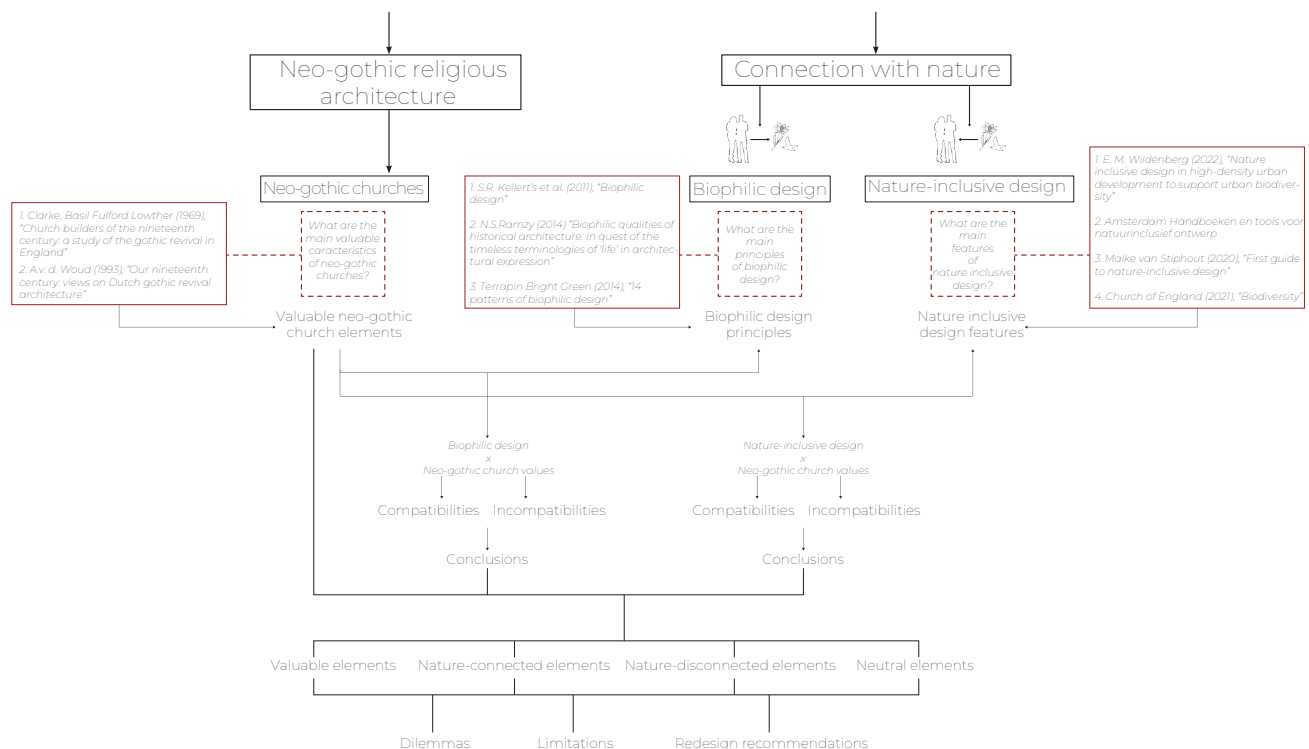 Neo-gothic religious
architecture
Connection with nature
Neo-gothic churches
Biophilic design
Nature-inclusive design
1. Clarke, Basil Fulford Lowther (1969),
"Church builders of the nineteenth
century: a study of the gothic revival in
England"
2. A.v. d. Woud (1993), "Our nineteenth
century: views on Dutch gothic revival
architecture"
What are the
main valuable
caracteristics
of neo-gothic
churches?
1. S.R. Kellert's et al. (2011), "Biophilic
design"
2. N.S.Ramzy (2014) "Biophilic qualities of
historical architecture: In quest of the
timeless terminologies of 'life' in architec-
tural expression"
3. Terrapin Bright Green (2014), "14
patterns of biophilic design"
What are the
main
principles
of biophilic
design?
What are the
main
features
of
nature inclusive
design?
1. E. M. Wildenberg (2022), "Nature
inclusive design in high-density urban
development to support urban biodiver-
sity"
2. Amsterdam Handboeken en tools voor
natuurinclusief ontwerp
3. Maike van Stiphout (2020), "First guide
to nature-inclusive design"
4. Church of England (2021), "Biodiversity"
Valuable neo-gothic
church elements
Biophilic design
principles
Nature inclusive
design features
Biophilic design
x
Neo-gothic church values
Nature-inclusive design
x
Neo-gothic church values
Compatibilities
Incompatibilities
Compatibilities
Incompatibilities
Conclusions
Conclusions
Valuable elements
Nature-connected elements
Nature-disconnected elements
Neutral elements
Dilemmas
Limitations
Redesign recommendations